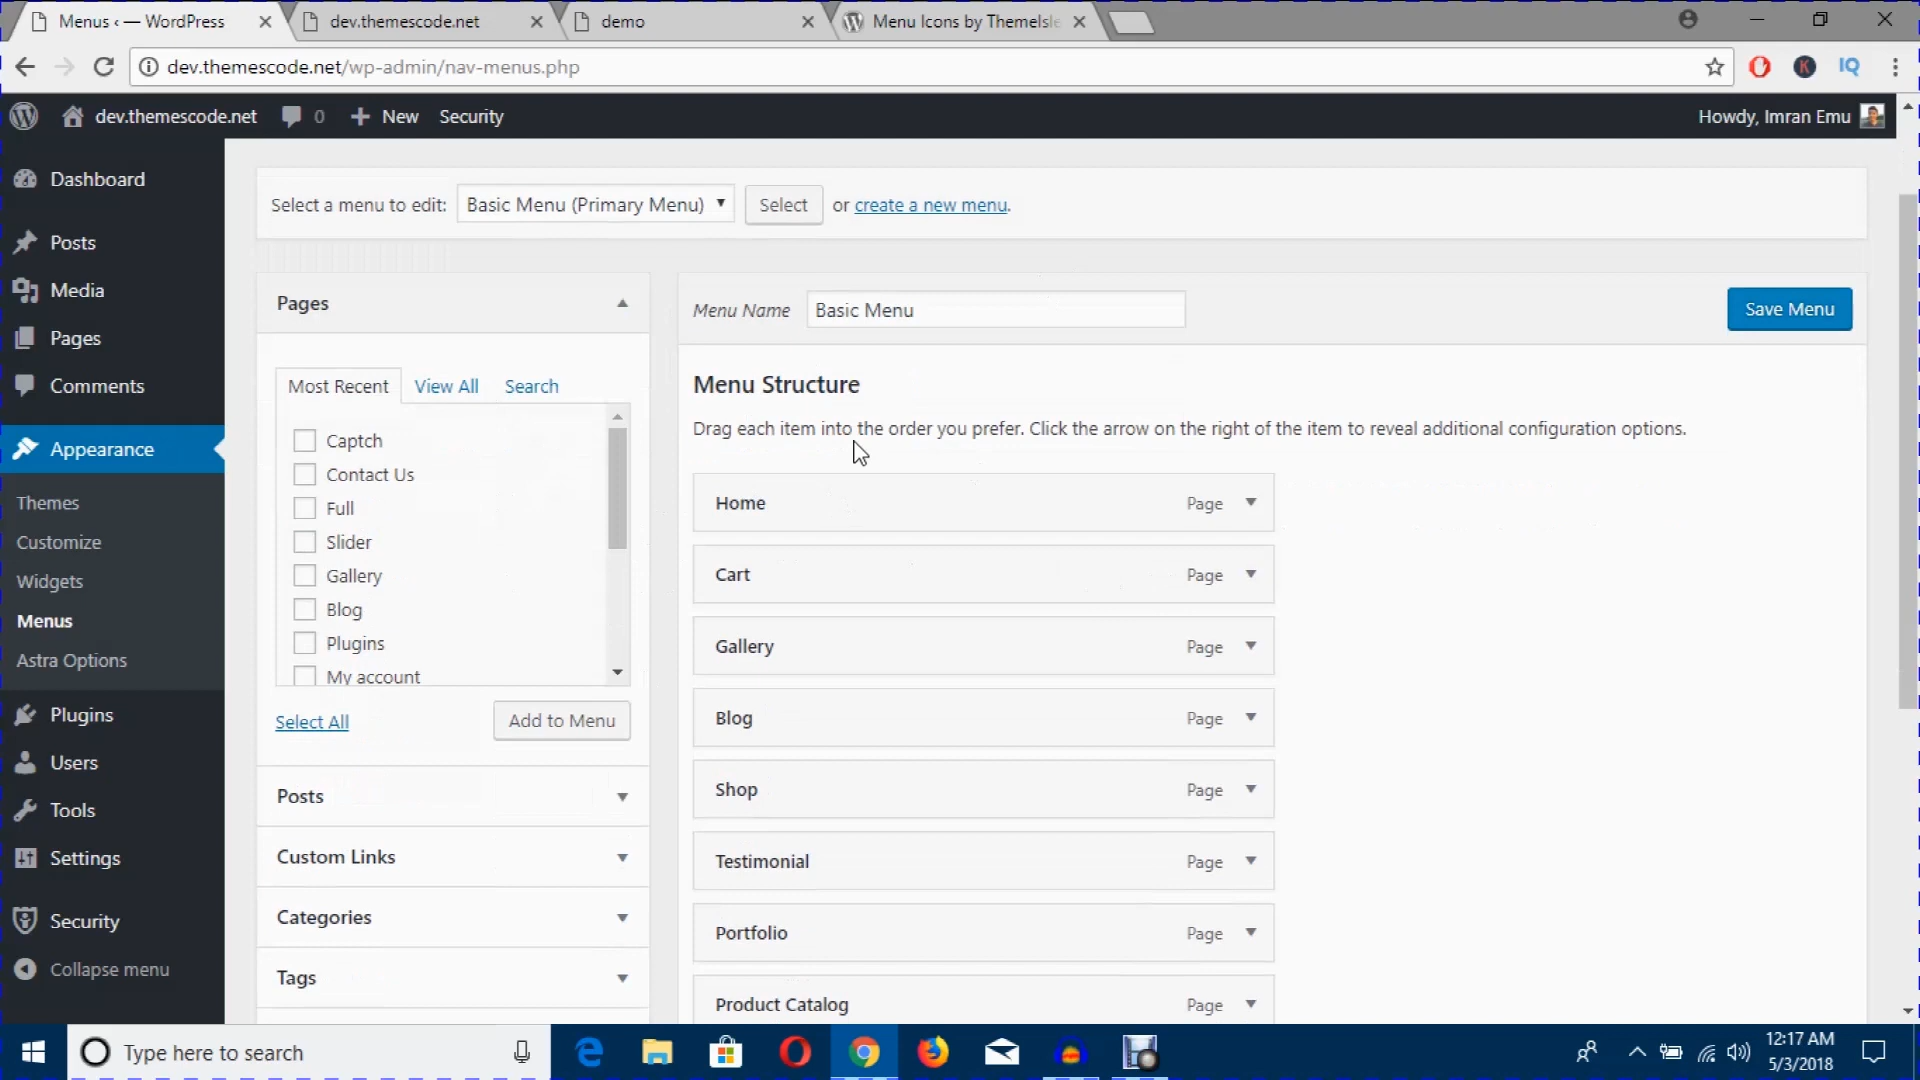 Menus ‹ — WordPress
dev.themescode.net
demo
Menu Icons by ThemeIsle
dev.themescode.net/wp-admin/nav-menus.php
K
IQ
dev.themescode.net
0
New
Security
Howdy, Imran Emu
Dashboard
Posts
Media
Pages
Comments
Appearance
Themes
Customize
Widgets
Menus
Astra Options
Plugins
Users
Tools
Settings
Security
Collapse menu
Select a menu to edit:
Basic Menu (Primary Menu)
Select
or create a new menu.
Pages
Most Recent
View All
Search
Captch
Contact Us
Full
Slider
Gallery
Blog
Plugins
My account
Select All
Add to Menu
Posts
Custom Links
Categories
Tags
Menu Name
Basic Menu
Save Menu
Menu Structure
Drag each item into the order you prefer. Click the arrow on the right of the item to reveal additional configuration options.
Home Page
Cart Page
Gallery Page
Blog Page
Shop Page
Testimonial Page
Portfolio Page
Product Catalog Page
Type here to search
12:17 AM
5/3/2018